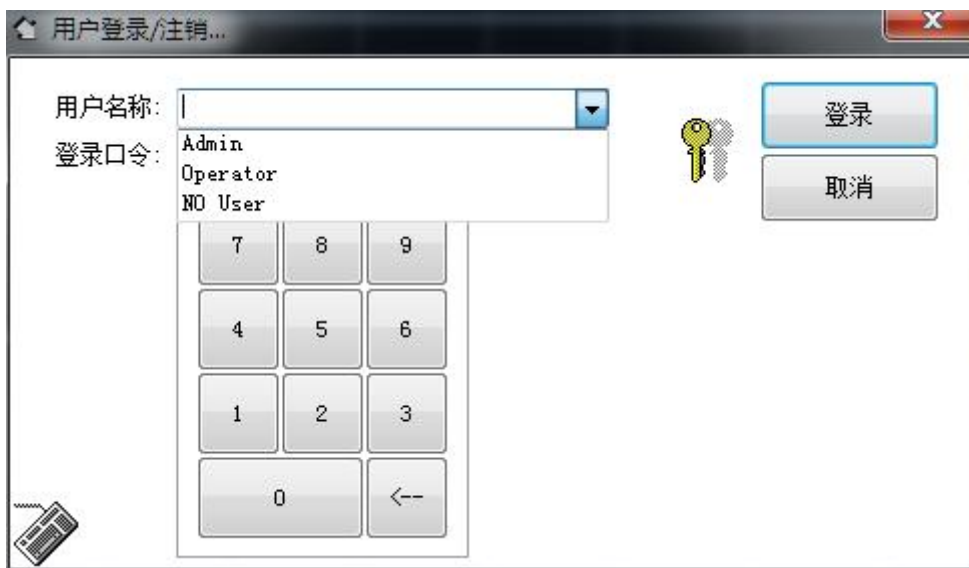 用户登录/注销...
用户名称:
登录
Admin
登录口令:
Operator
取消
NO User
7 8 9
4 5 6
1 2 3
0 <--